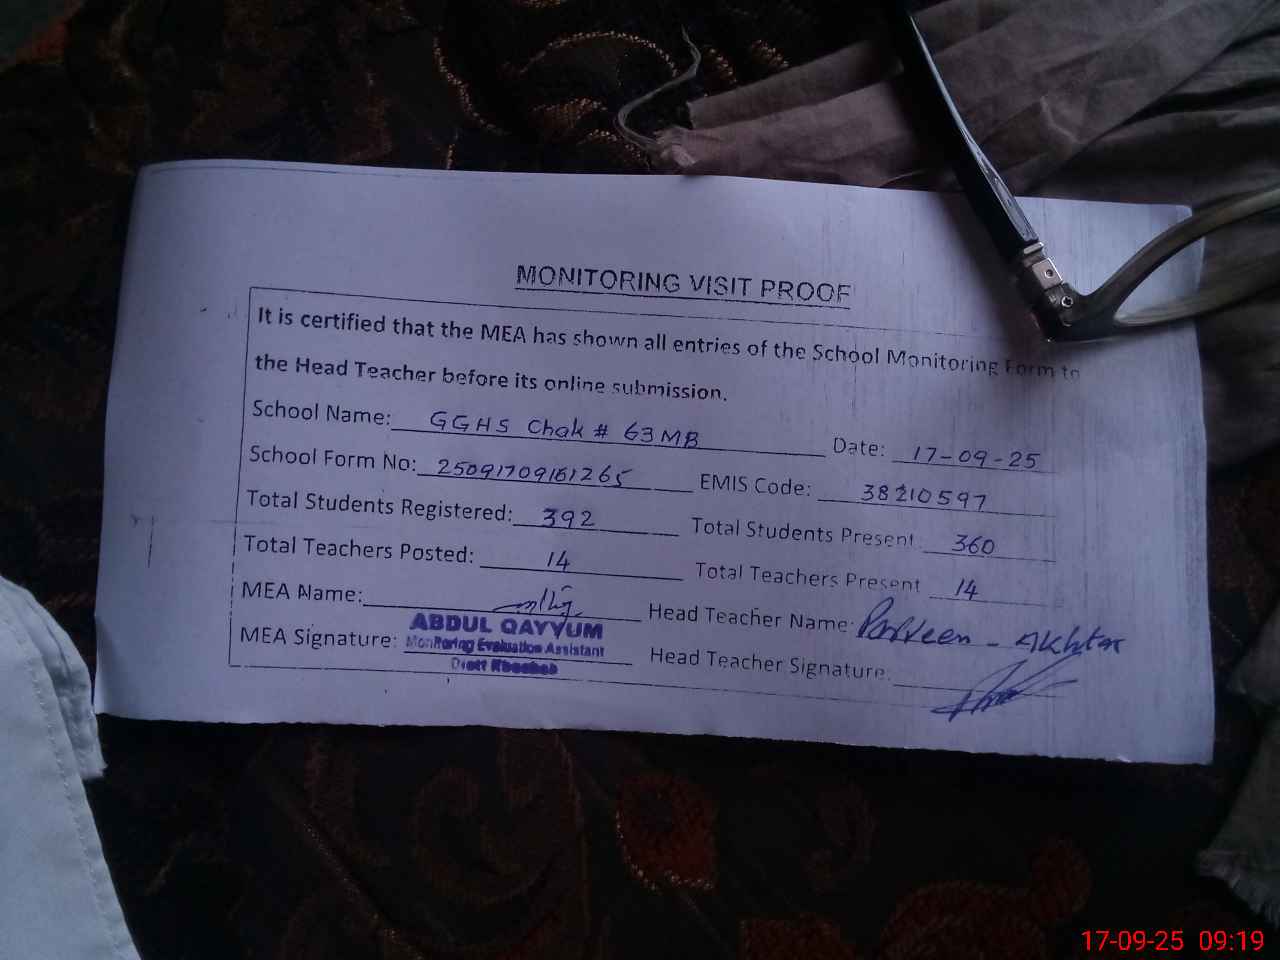 MONITORING VISIT PROOF
It is certified that the MEA has shown all entries of the School Monitoring Form to
the Head Teacher before its online submission.
School Name: GGHS Chak # 63 MB Date: 17-09-25
School Form No: 25091709161265 EMIS Code: 38210597
Total Students Registered: 392 Total Students Present: 360
Total Teachers Posted: 14 Total Teachers Present 14
MEA Name: Head Teacher Name: Parveen - Akhtar
ABDUL QAYYUM
MEA Signature: Monitoring Evaluation Assistant Head Teacher Signature:
Distt Khushab
17-09-25 09:19